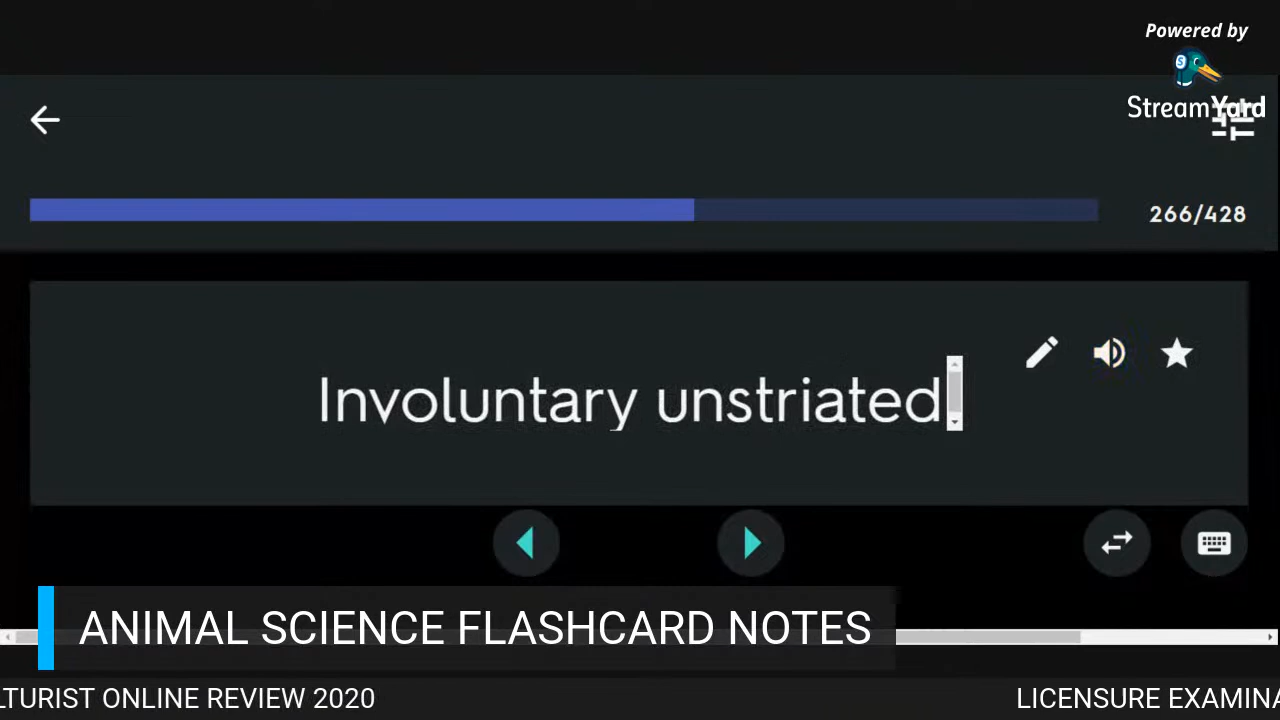 Powered by
StreamYard
266/428
Involuntary unstriated
ANIMAL SCIENCE FLASHCARD NOTES
LTURIST ONLINE REVIEW 2020
LICENSURE EXAMINA